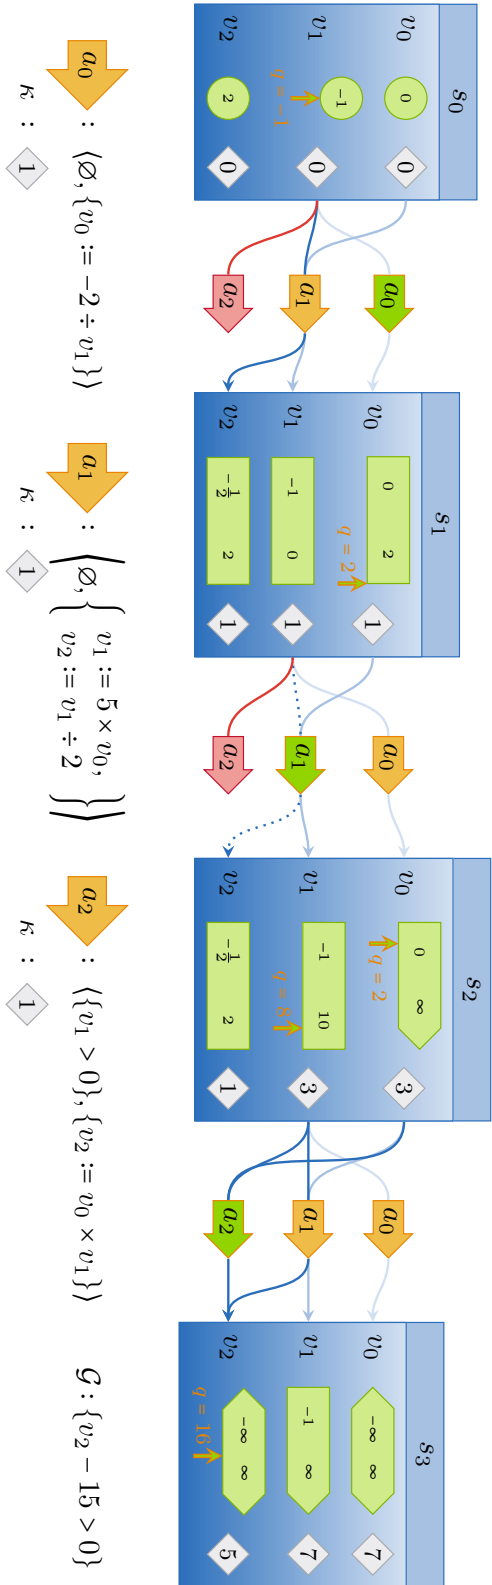 s₀
v₀ 0 0
v₁ −1 0
q = −1
v₂ 2 0
a₀
a₁
a₂
s₁
v₀ 0 2 1
q = 2
v₁ −1 0 1
v₂ −½ 2 1
a₀
a₁
a₂
s₂
v₀ 0 ∞ 3
q = 2
v₁ −1 10 3
q = 8
v₂ −½ 2 1
a₀
a₁
a₂
s₃
v₀ −∞ ∞ 7
v₁ −1 ∞ 7
v₂ −∞ ∞ 5
q = 16
a₀ : ⟨∅, {v₀ := −2 ÷ v₁}⟩
κ : 1
a₁ : ⟨∅, { v₁ := 5 × v₀,
v₂ := v₁ ÷ 2 }⟩
κ : 1
a₂ : ⟨{v₁ > 0}, {v₂ := v₀ × v₁}⟩
κ : 1
𝒢 : {v₂ − 15 > 0}